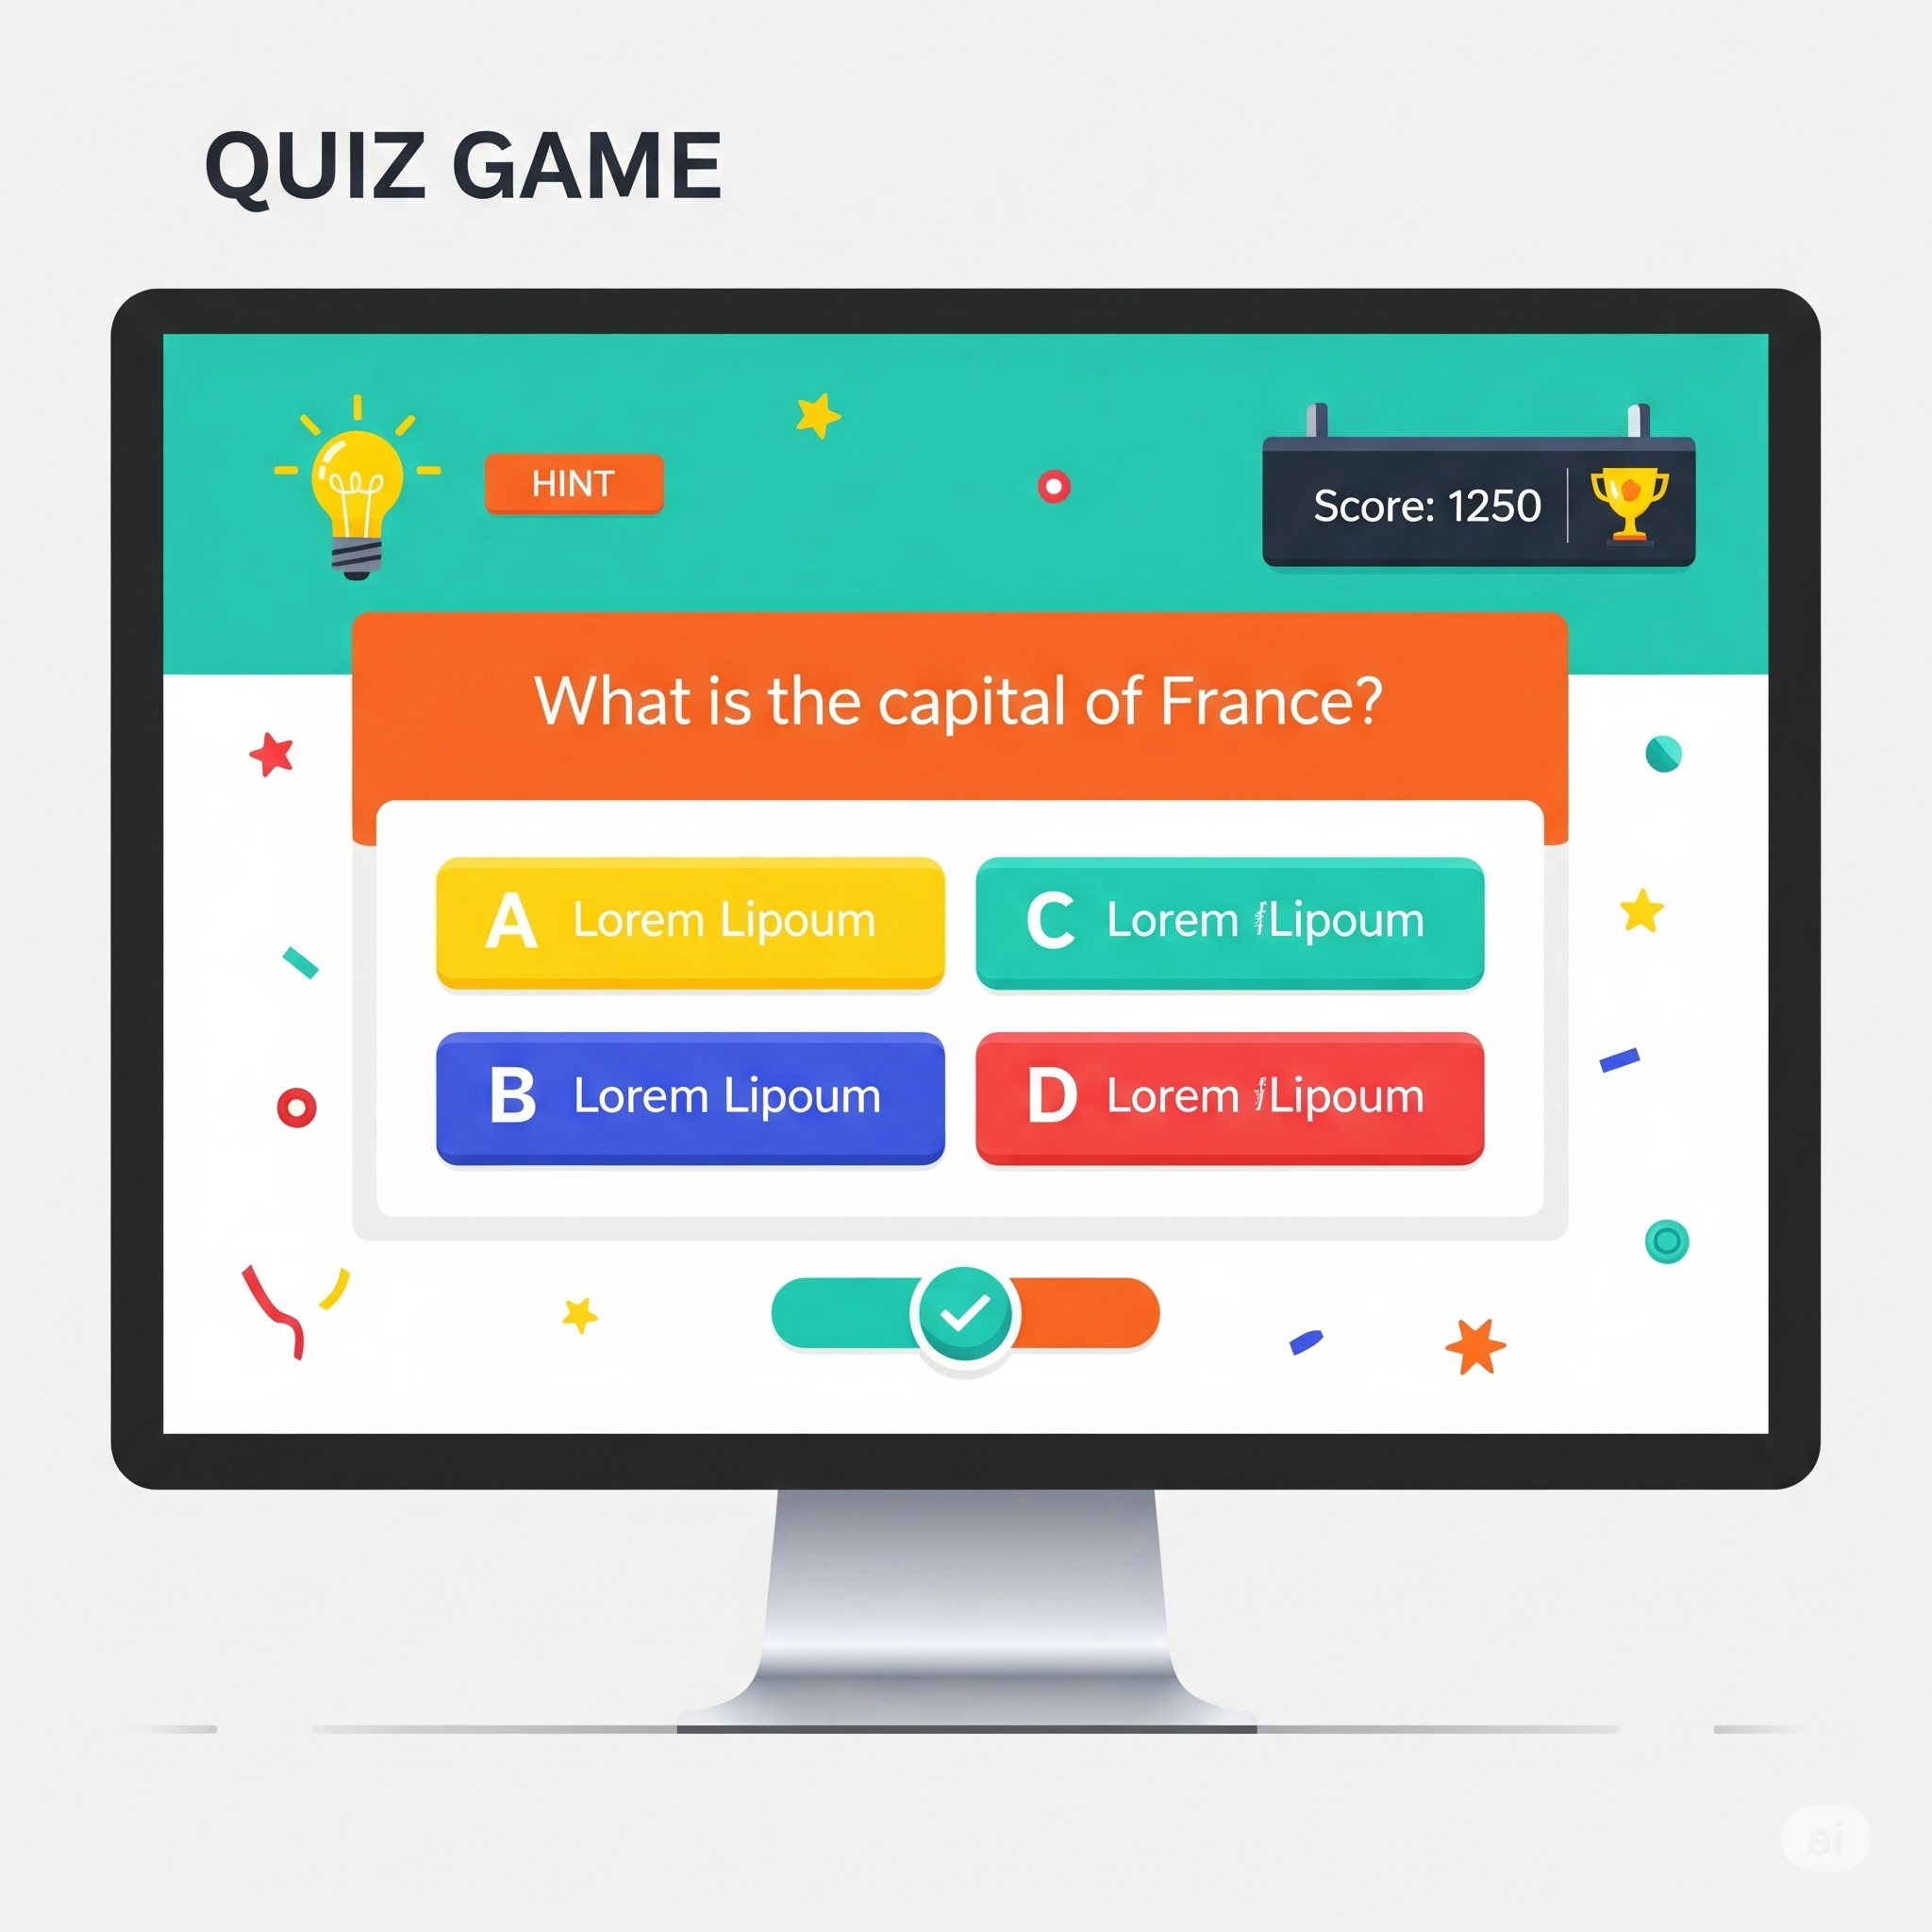 QUIZ GAME
HINT
Score: 1250
What is the capital of France?
A Lorem Lipoum
C Lorem Lipoum
B Lorem Lipoum
D Lorem Lipoum
ai